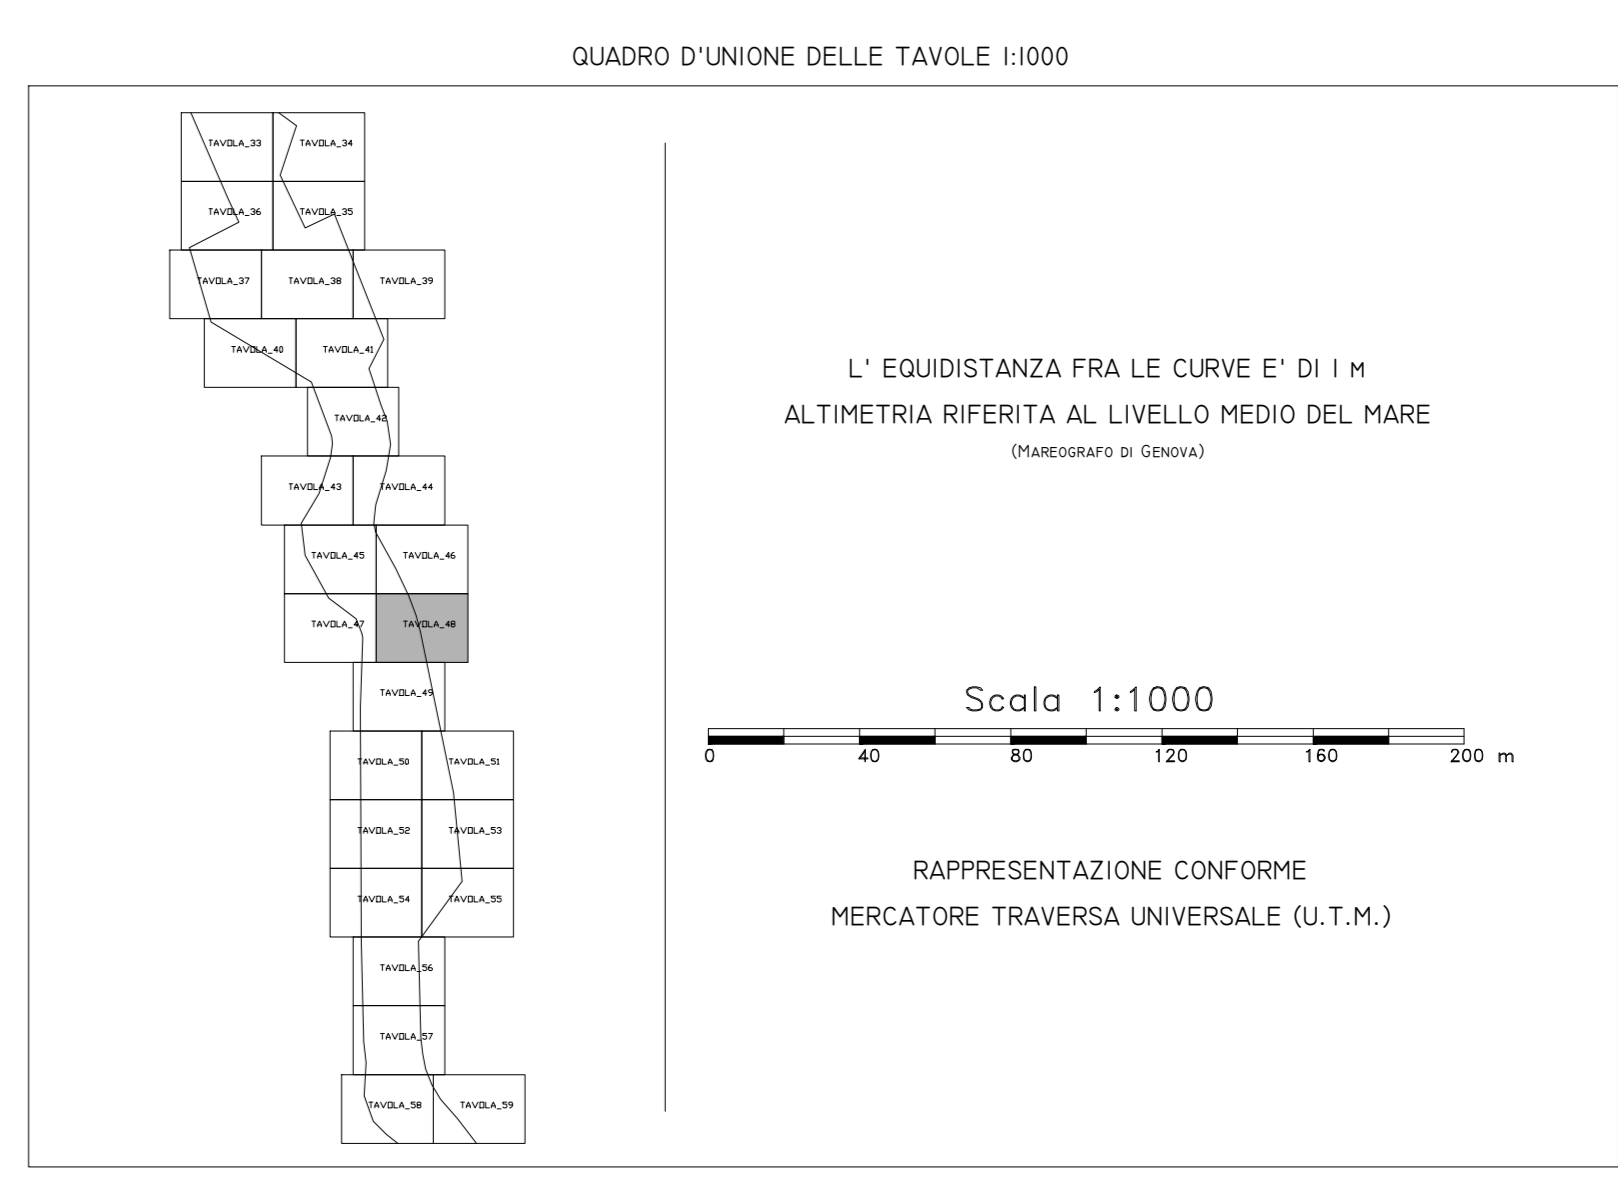 QUADRO D'UNIONE DELLE TAVOLE 1:1000
TAVOLA_33 TAVOLA_34
TAVOLA_36 TAVOLA_35
TAVOLA_37 TAVOLA_38 TAVOLA_39
TAVOLA_40 TAVOLA_41
TAVOLA_42
TAVOLA_43 TAVOLA_44
TAVOLA_45 TAVOLA_46
TAVOLA_47 TAVOLA_48
TAVOLA_49
TAVOLA_50 TAVOLA_51
TAVOLA_52 TAVOLA_53
TAVOLA_54 TAVOLA_55
TAVOLA_56
TAVOLA_57
TAVOLA_58 TAVOLA_59
L' EQUIDISTANZA FRA LE CURVE E' DI 1 M
ALTIMETRIA RIFERITA AL LIVELLO MEDIO DEL MARE
(MAREOGRAFO DI GENOVA)
Scala 1:1000
0 40 80 120 160 200 m
RAPPRESENTAZIONE CONFORME
MERCATORE TRAVERSA UNIVERSALE (U.T.M.)